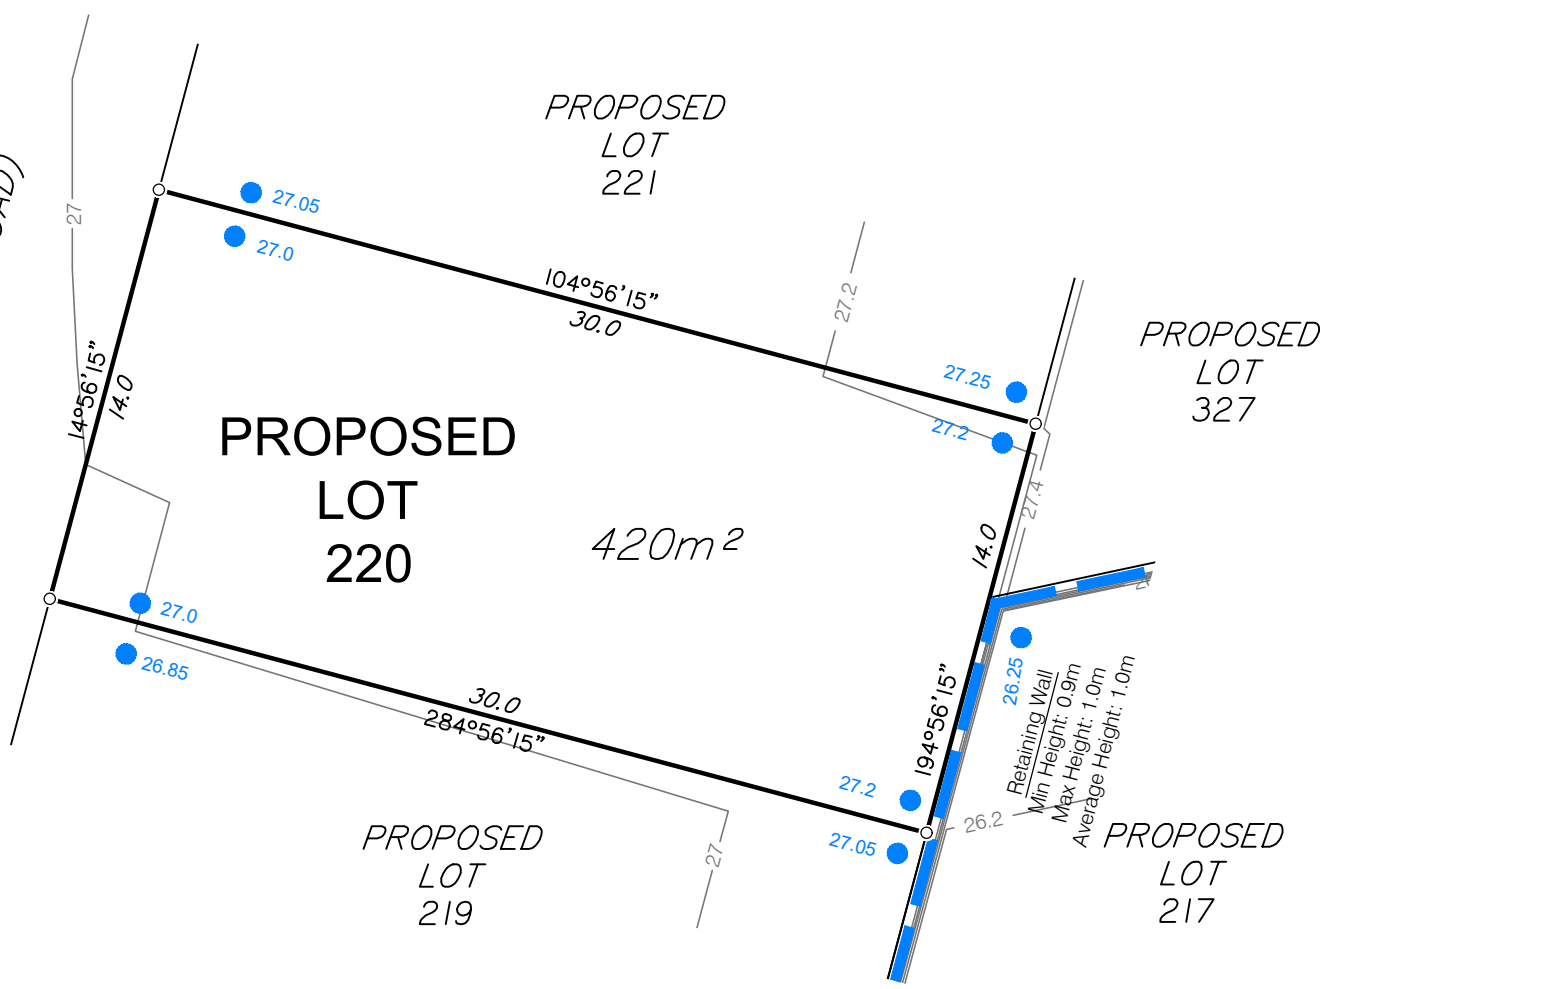 PROPOSED
LOT
221
27
27.05
27.0
104°56'15"
30.0
27.2
27.25
27.2
PROPOSED
LOT
327
14°56'15"
14.0
PROPOSED
LOT
220
420m²
14.0
27.4
27.0
26.85
30.0
284°56'15"
194°56'15"
26.25
Retaining Wall
Min Height: 0.9m
Max Height: 1.0m
Average Height: 1.0m
27.2
27.05
26.2
27
PROPOSED
LOT
219
PROPOSED
LOT
217